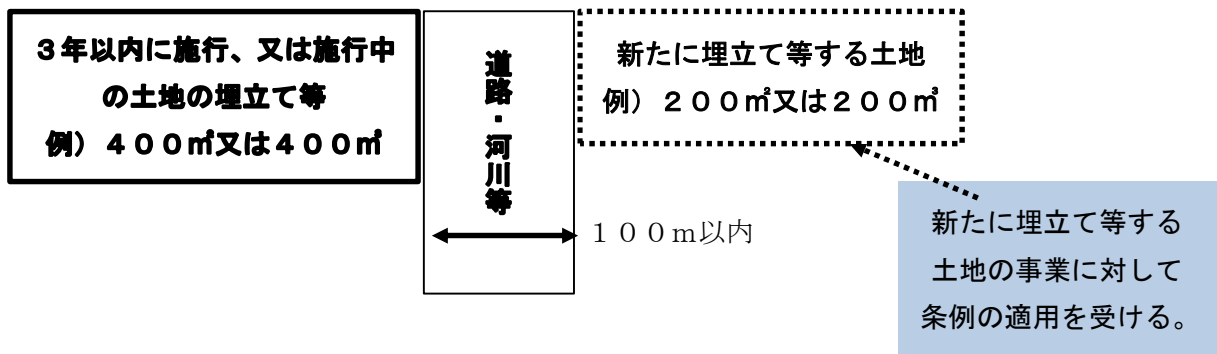 ３年以内に施行、又は施行中
の土地の埋立て等
例）４００㎡又は４００㎥
道路・河川等
新たに埋立て等する土地
例）２００㎡又は２００㎥
１００ｍ以内
新たに埋立て等する
土地の事業に対して
条例の適用を受ける。